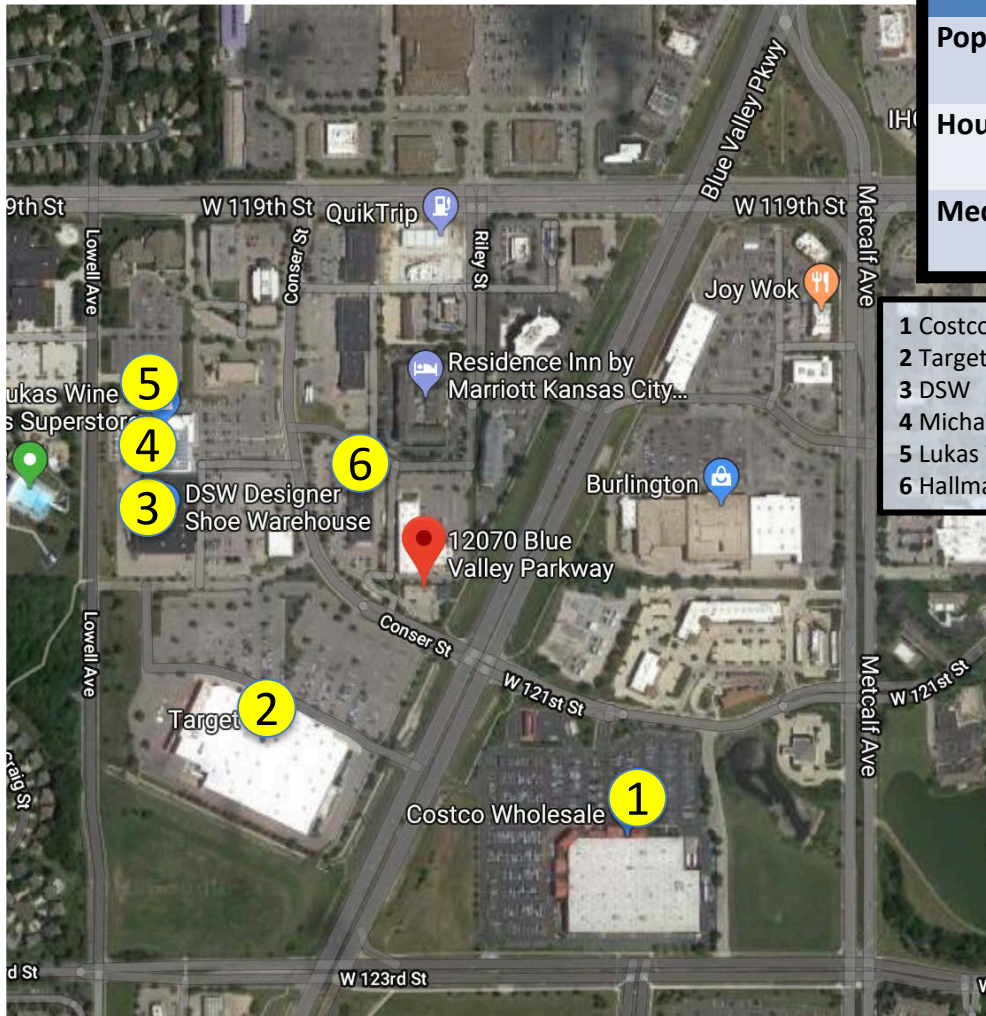 Pop
Hou
Med
Blue Valley Pkwy
IHO
9th St
W 119th St
QuikTrip
W 119th St
Metcalf Ave
Lowell Ave
Conser St
Riley St
Joy Wok
1 Costco
2 Target
3 DSW
4 Micha
5 Lukas
6 Hallma
Residence Inn by
Marriott Kansas City...
5
ukas Wine
s Superstore
4
6
Burlington
3
DSW Designer
Shoe Warehouse
12070 Blue
Valley Parkway
Lowell Ave
Conser St
W 121st St
Metcalf Ave
W 121st St
Target
2
Craig St
Costco Wholesale
1
d St
W 123rd St
W